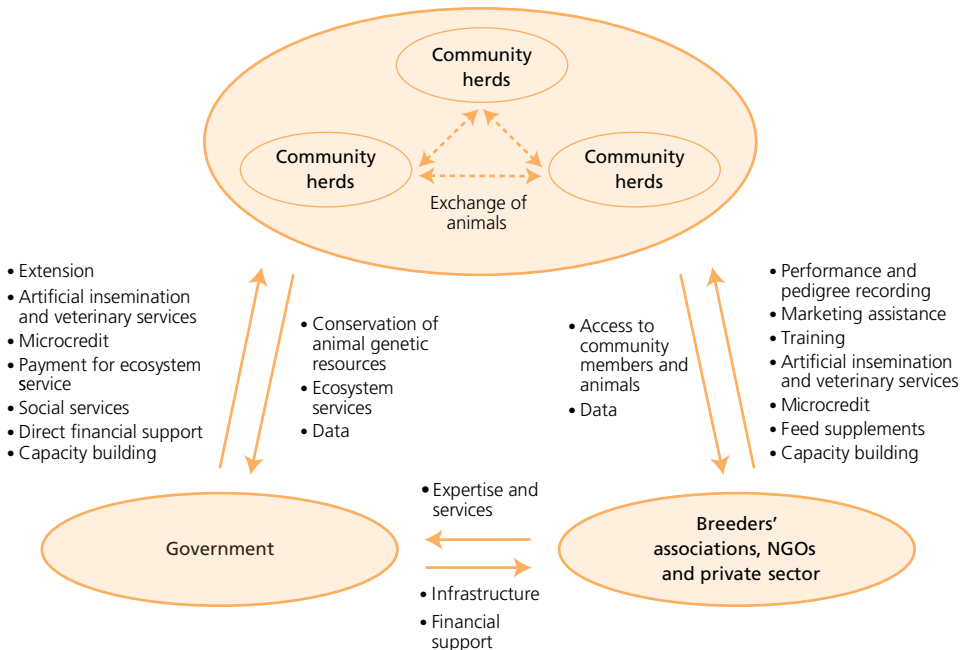 Community
herds
Community
herds
Community
herds
Exchange of
animals
• Extension
• Artificial insemination
and veterinary services
• Microcredit
• Payment for ecosystem
service
• Social services
• Direct financial support
• Capacity building
• Conservation of
animal genetic
resources
• Ecosystem
services
• Data
• Access to
community
members and
animals
• Data
• Performance and
pedigree recording
• Marketing assistance
• Training
• Artificial insemination
and veterinary services
• Microcredit
• Feed supplements
• Capacity building
Government
• Expertise and
services
• Infrastructure
• Financial
support
Breeders’
associations, NGOs
and private sector